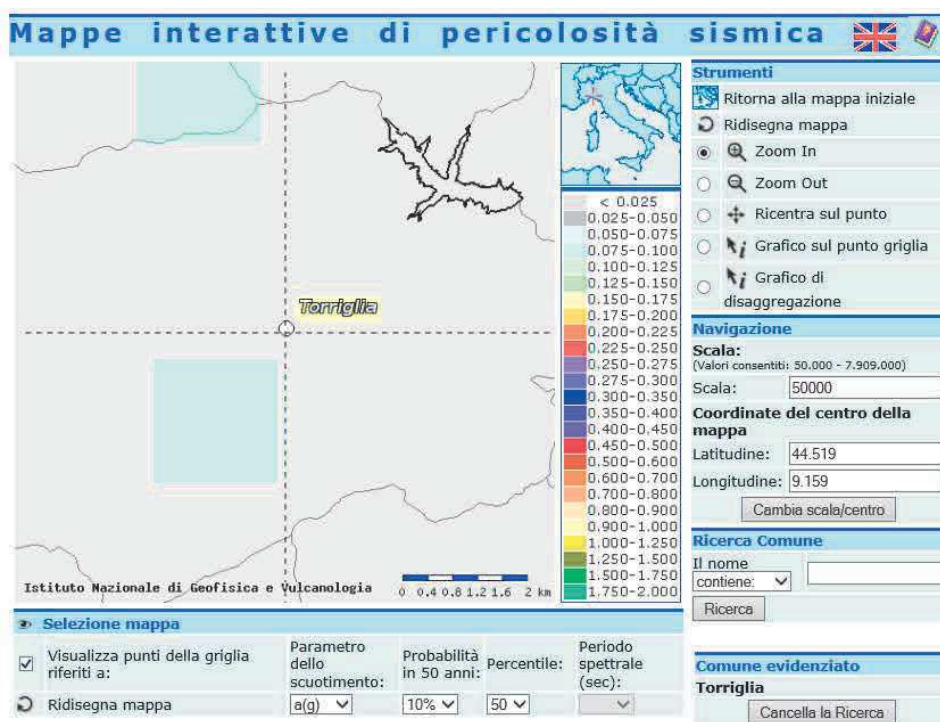 Mappe interattive di pericolosità sismica
Torriglia
Istituto Nazionale di Geofisica e Vulcanologia
0 0.4 0.8 1.2 1.6 2 km
< 0.025
0.025-0.050
0.050-0.075
0.075-0.100
0.100-0.125
0.125-0.150
0.150-0.175
0.175-0.200
0.200-0.225
0.225-0.250
0.250-0.275
0.275-0.300
0.300-0.350
0.350-0.400
0.400-0.450
0.450-0.500
0.500-0.600
0.600-0.700
0.700-0.800
0.800-0.900
0.900-1.000
1.000-1.250
1.250-1.500
1.500-1.750
1.750-2.000
Strumenti
Ritorna alla mappa iniziale
Ridisegna mappa
Zoom In
Zoom Out
Ricentra sul punto
Grafico sul punto griglia
Grafico di
disaggregazione
Navigazione
Scala:
(Valori consentiti: 50.000 - 7.909.000)
Scala: 50000
Coordinate del centro della
mappa
Latitudine: 44.519
Longitudine: 9.159
Cambia scala/centro
Ricerca Comune
Il nome
contiene:
Ricerca
Comune evidenziato
Torriglia
Cancella la Ricerca
Selezione mappa
Visualizza punti della griglia
riferiti a:
Parametro
dello
scuotimento:
Probabilità
in 50 anni:
Percentile:
Periodo
spettrale
(sec):
Ridisegna mappa
a(g)
10%
50